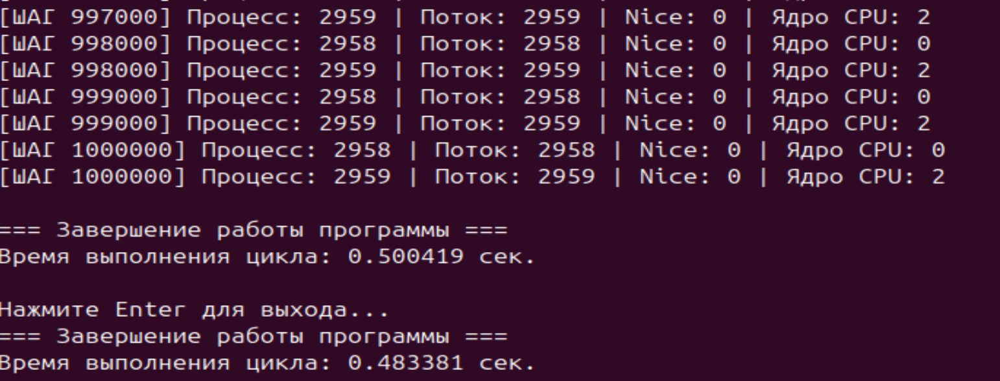 [ШАГ 997000] Процесс: 2959 | Поток: 2959 | Nice: 0 | Ядро CPU: 2
[ШАГ 998000] Процесс: 2958 | Поток: 2958 | Nice: 0 | Ядро CPU: 0
[ШАГ 998000] Процесс: 2959 | Поток: 2959 | Nice: 0 | Ядро CPU: 2
[ШАГ 999000] Процесс: 2958 | Поток: 2958 | Nice: 0 | Ядро CPU: 0
[ШАГ 999000] Процесс: 2959 | Поток: 2959 | Nice: 0 | Ядро CPU: 2
[ШАГ 1000000] Процесс: 2958 | Поток: 2958 | Nice: 0 | Ядро CPU: 0
[ШАГ 1000000] Процесс: 2959 | Поток: 2959 | Nice: 0 | Ядро CPU: 2
=== Завершение работы программы ===
Время выполнения цикла: 0.500419 сек.
Нажмите Enter для выхода...
=== Завершение работы программы ===
Время выполнения цикла: 0.483381 сек.